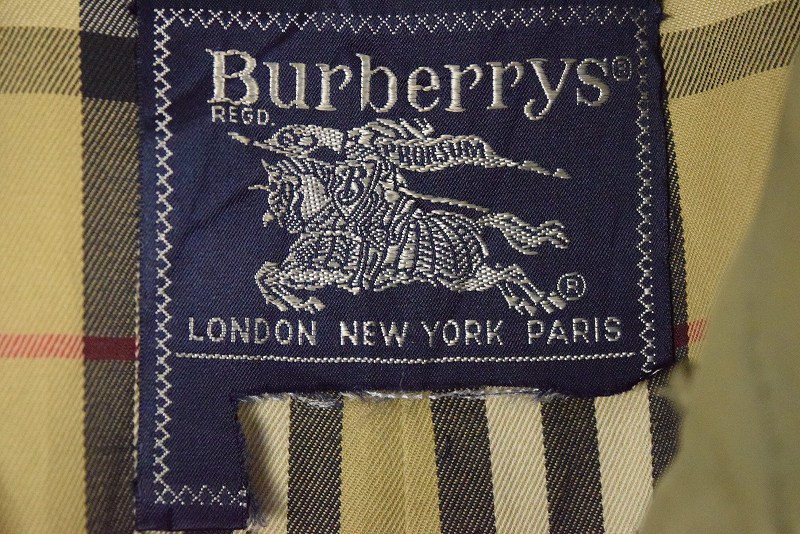 Burberrys®
REGD.
PRORSUM
B
®
LONDON NEW YORK PARIS